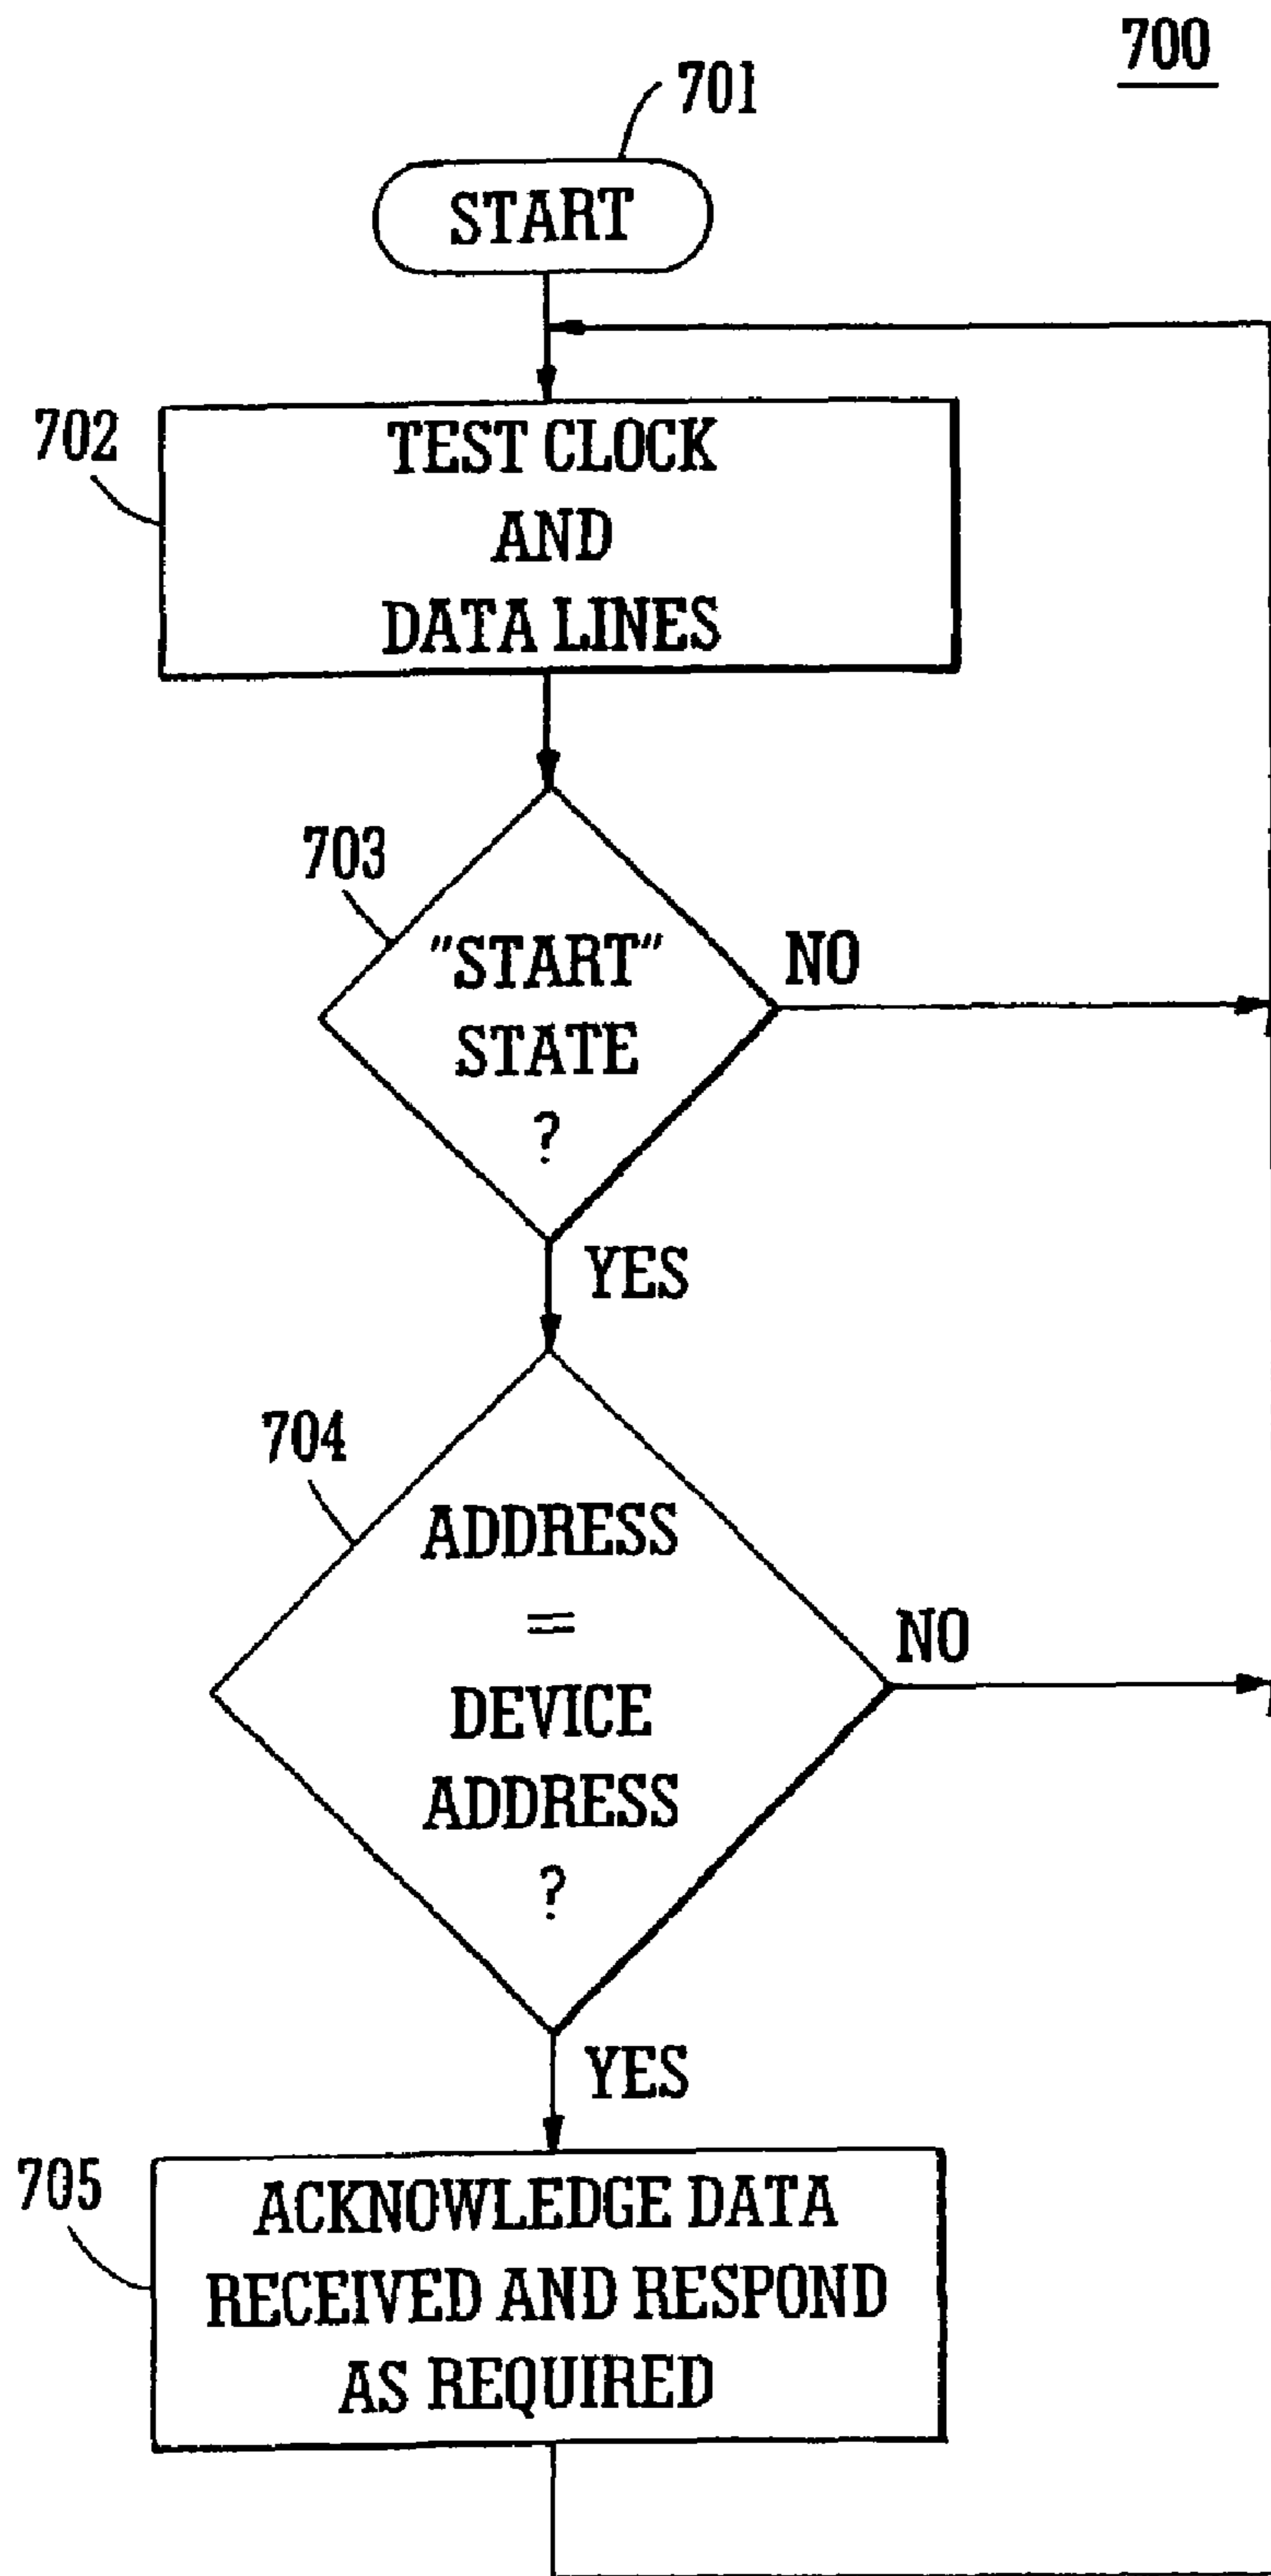 700
701
START
702
TEST CLOCK
AND
DATA LINES
703
"START"
STATE
?
NO
YES
704
ADDRESS
=
DEVICE
ADDRESS
?
NO
YES
705
ACKNOWLEDGE DATA
RECEIVED AND RESPOND
AS REQUIRED